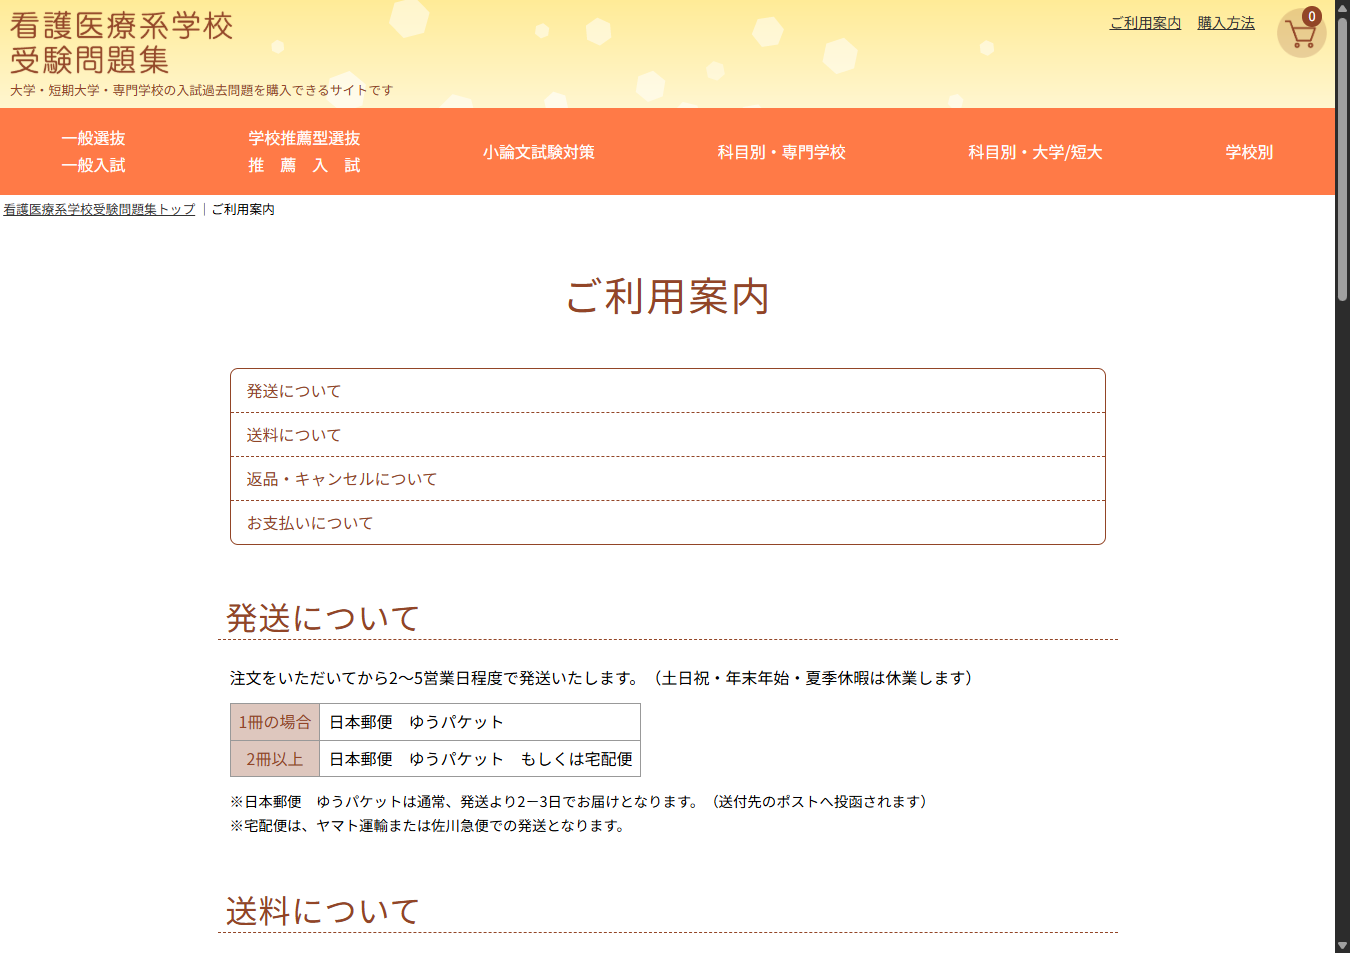 看護医療系学校
受験問題集
大学・短期大学・専門学校の入試過去問題を購入できるサイトです
ご利用案内 購入方法 0
一般選抜
一般入試
学校推薦型選抜
推　薦　入　試
小論文試験対策
科目別・専門学校
科目別・大学/短大
学校別
看護医療系学校受験問題集トップ ｜ご利用案内
ご利用案内
発送について
送料について
返品・キャンセルについて
お支払いについて
発送について
注文をいただいてから2～5営業日程度で発送いたします。（土日祝・年末年始・夏季休暇は休業します）
1冊の場合 日本郵便　ゆうパケット
2冊以上 日本郵便　ゆうパケット　もしくは宅配便
※日本郵便　ゆうパケットは通常、発送より2－3日でお届けとなります。（送付先のポストへ投函されます）
※宅配便は、ヤマト運輸または佐川急便での発送となります。
送料について